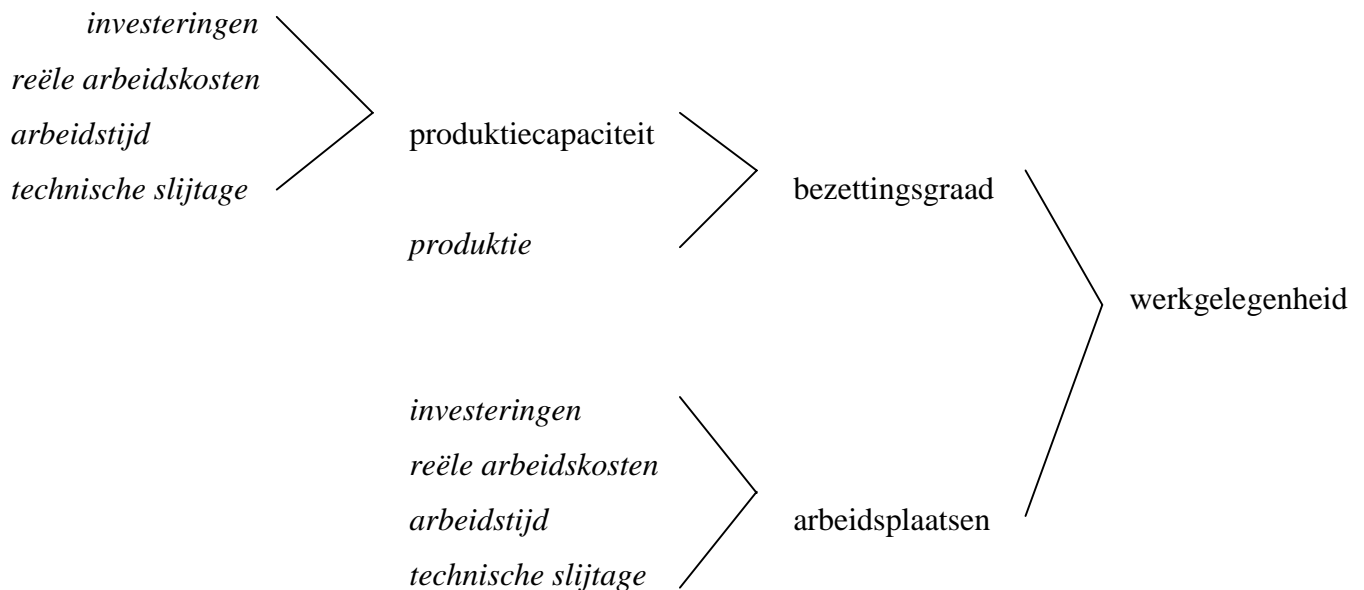 investeringen
reële arbeidskosten
arbeidstijd
technische slijtage
produktiecapaciteit
produktie
bezettingsgraad
investeringen
reële arbeidskosten
arbeidstijd
technische slijtage
arbeidsplaatsen
werkgelegenheid